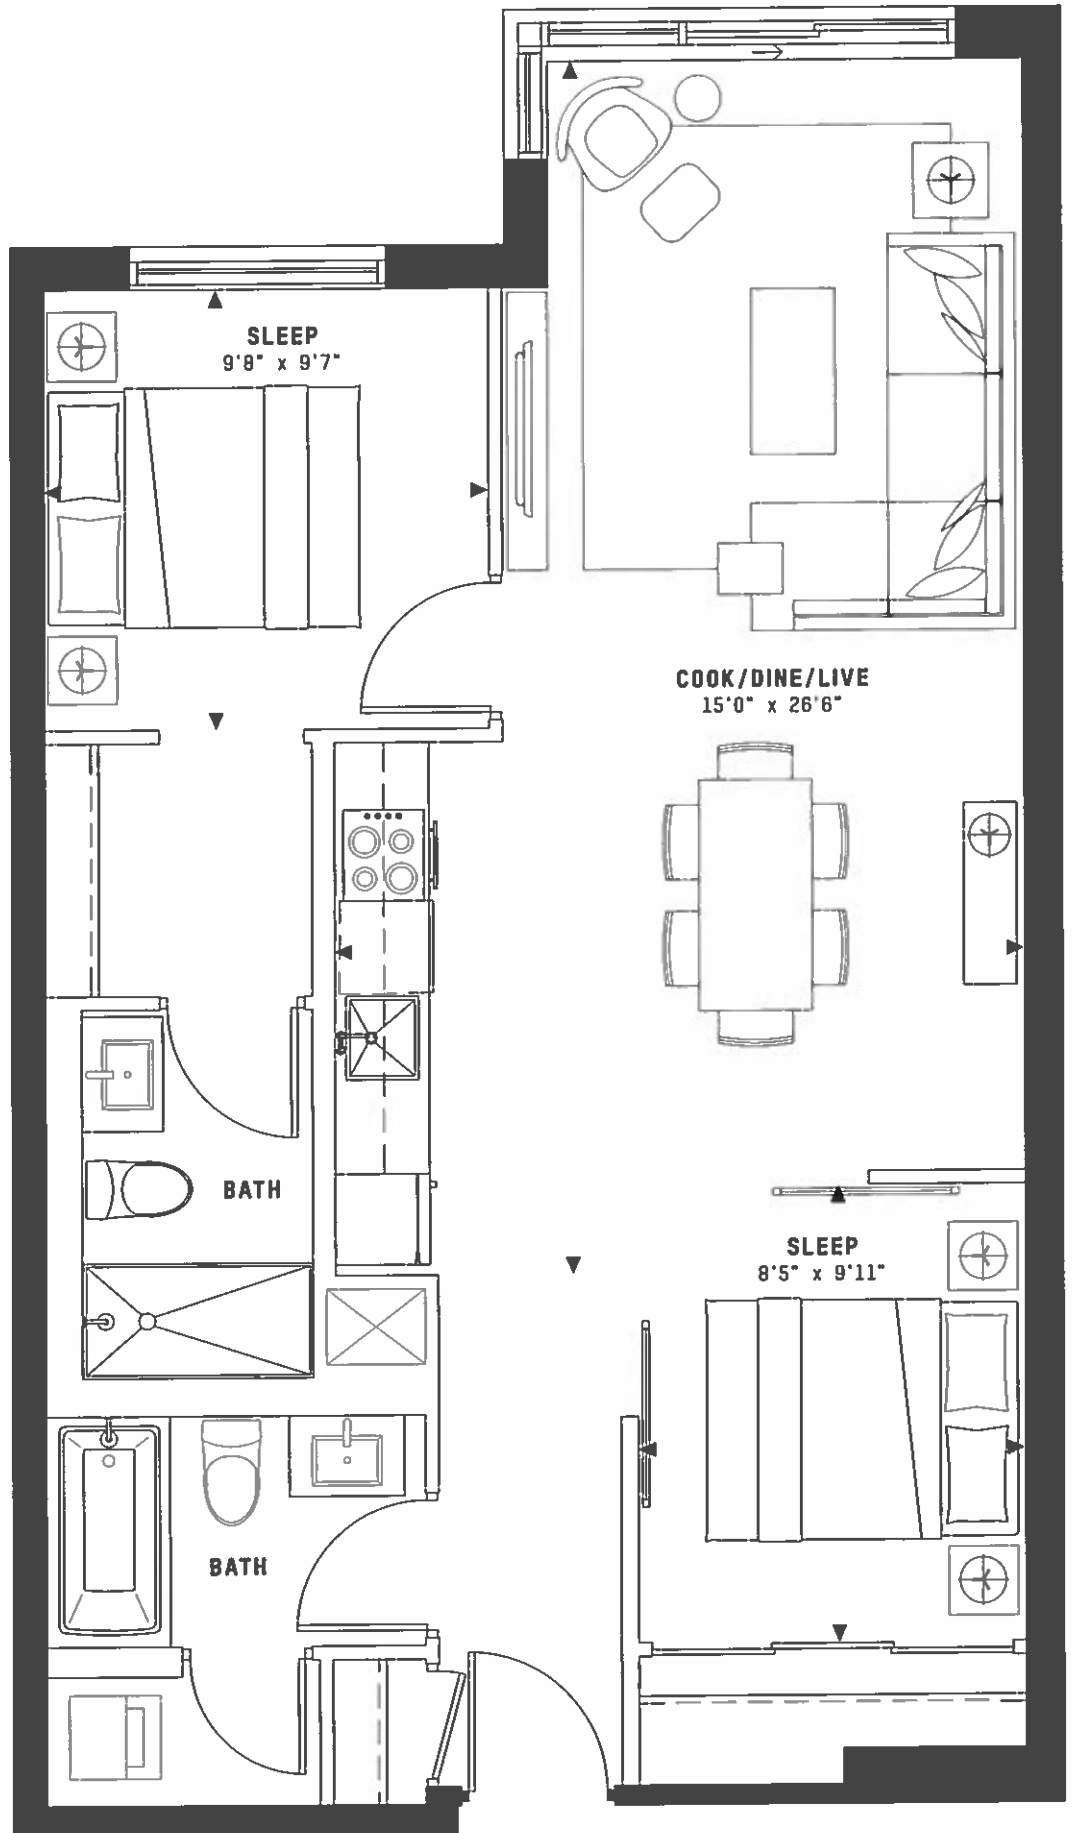 SLEEP
9'8" x 9'7"
COOK/DINE/LIVE
15'0" x 26'6"
BATH
SLEEP
8'5" x 9'11"
BATH